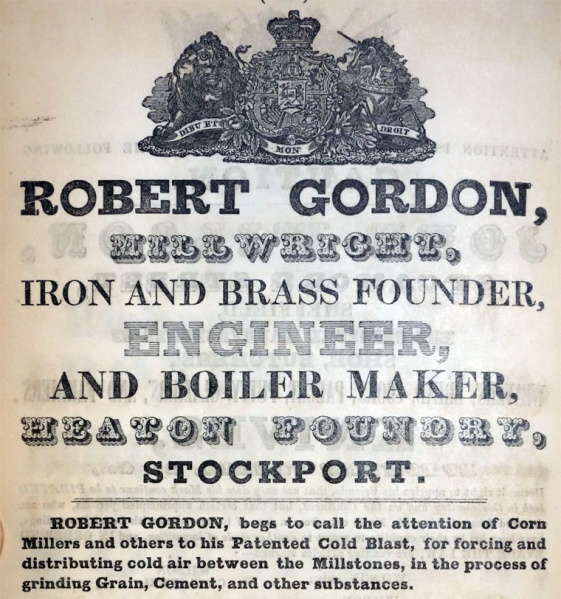 DIEU ET
MON
DROIT
ROBERT GORDON,
MILLWRIGHT,
IRON AND BRASS FOUNDER,
ENGINEER,
AND BOILER MAKER,
HEATON FOUNDRY,
STOCKPORT.
ROBERT GORDON, begs to call the attention of Corn
Millers and others to his Patented Cold Blast, for forcing and
distributing cold air between the Millstones, in the process of
grinding Grain, Cement, and other substances.